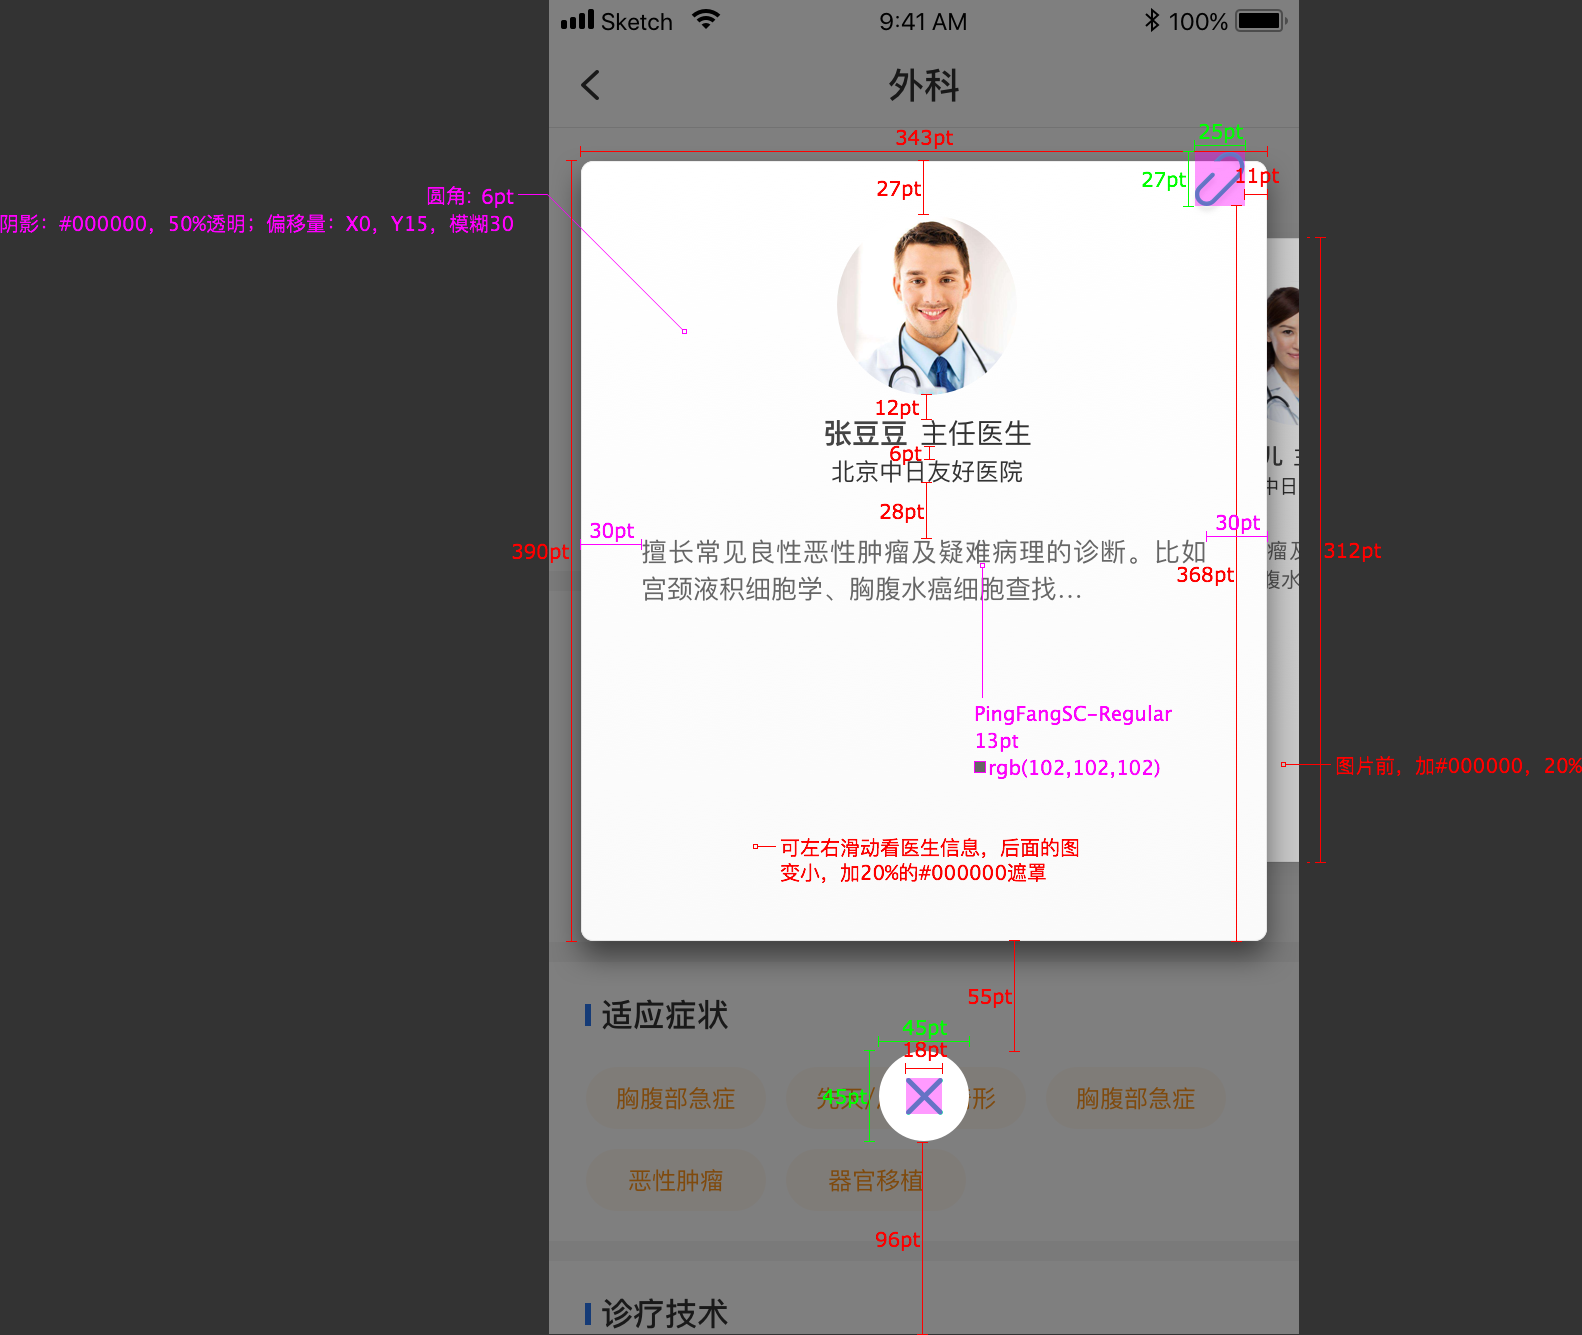 Sketch 9:41 AM 100%
外科
25pt
343pt
27pt
11pt
27pt
圆角: 6pt
阴影: #000000, 50%透明; 偏移量: X0, Y15, 模糊30
12pt
张豆豆 主任医生
6pt
北京中日友好医院
28pt
30pt
30pt
390pt
擅长常见良性恶性肿瘤及疑难病理的诊断。比如
宫颈液积细胞学、胸腹水癌细胞查找...
368pt
312pt
儿
中日
瘤及
腹水
PingFangSC-Regular
13pt
rgb(102,102,102)
图片前, 加#000000, 20%
可左右滑动看医生信息, 后面的图
变小, 加20%的#000000遮罩
55pt
适应症状
45pt
18pt
45pt
胸腹部急症
先天/ 形
胸腹部急症
恶性肿瘤
器官移植
96pt
诊疗技术